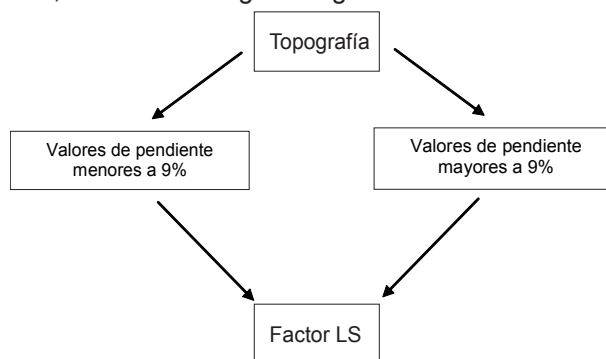 Topografía
Valores de pendiente
menores a 9%
Valores de pendiente
mayores a 9%
Factor LS